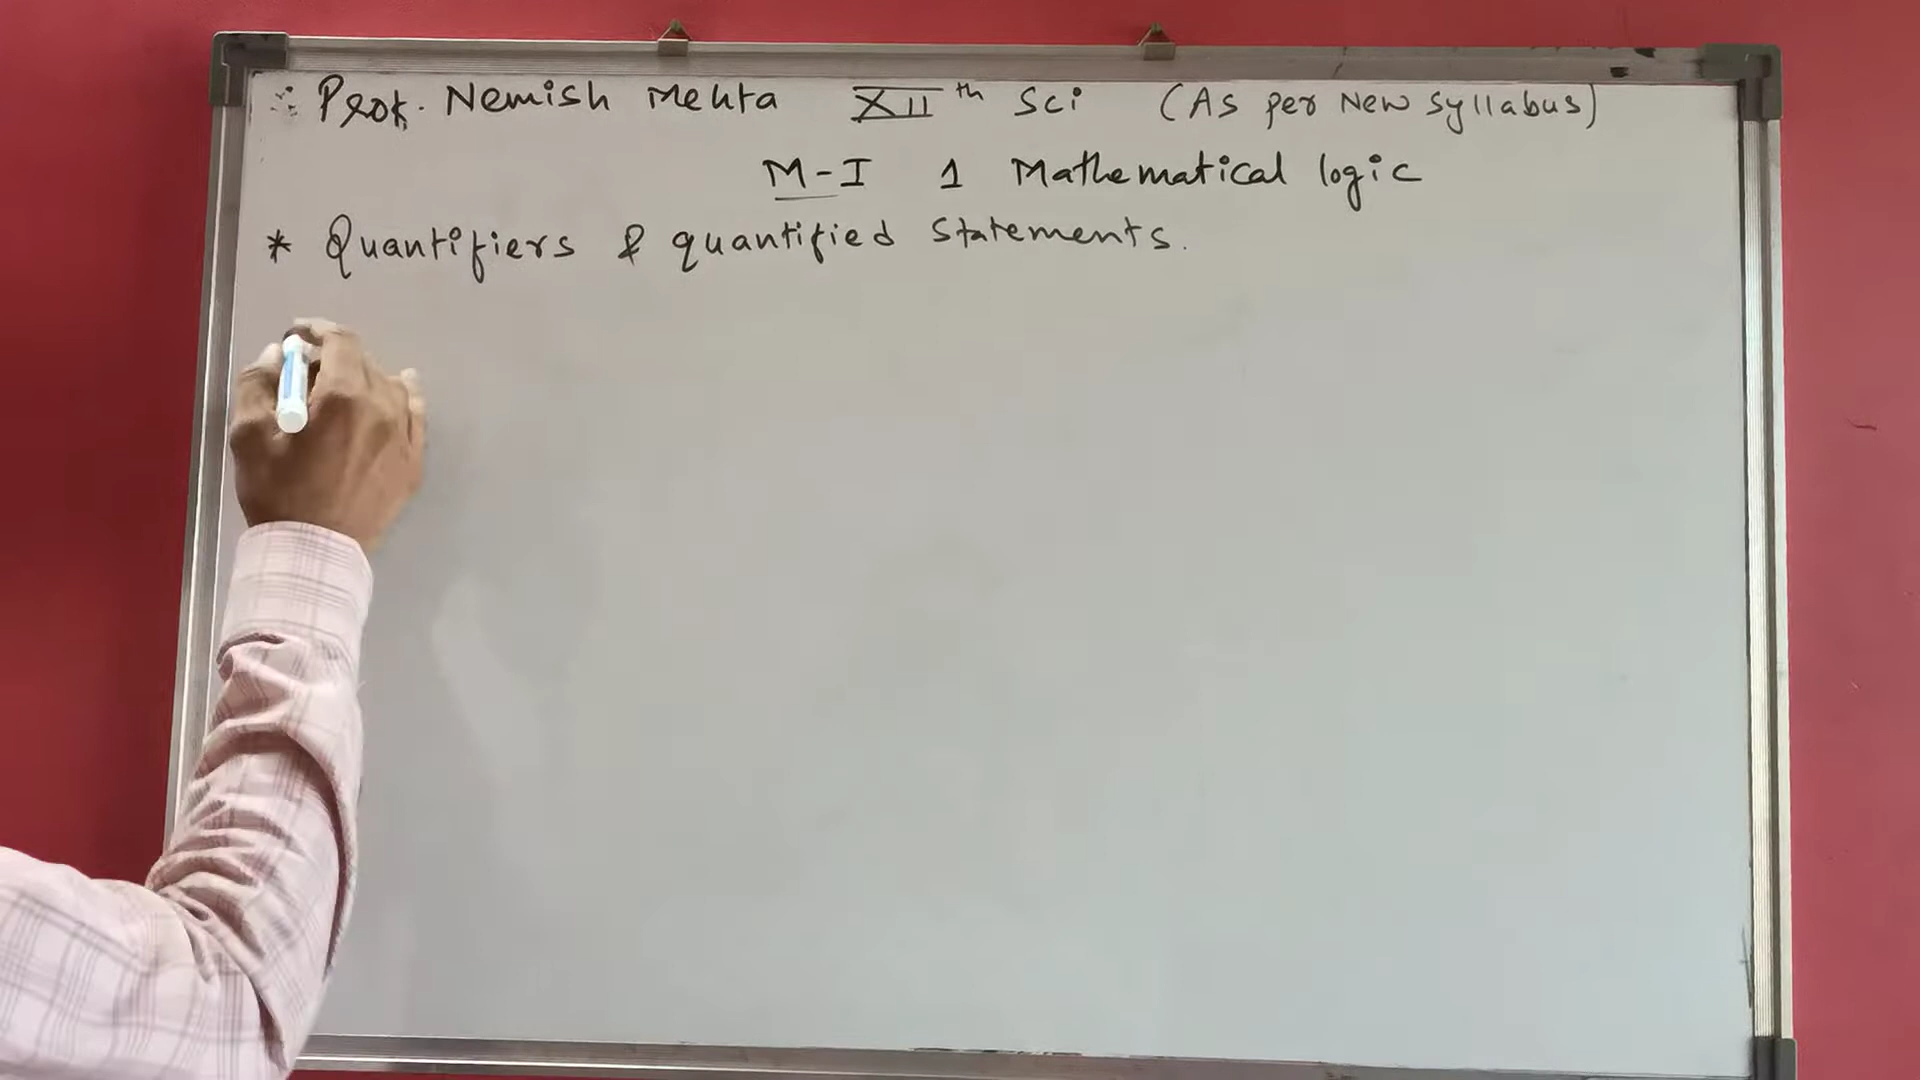 Prof. Nemish Mehta XII th Sci (As per New syllabus)
M-I 1 Mathematical logic
* Quantifiers & quantified Statements.